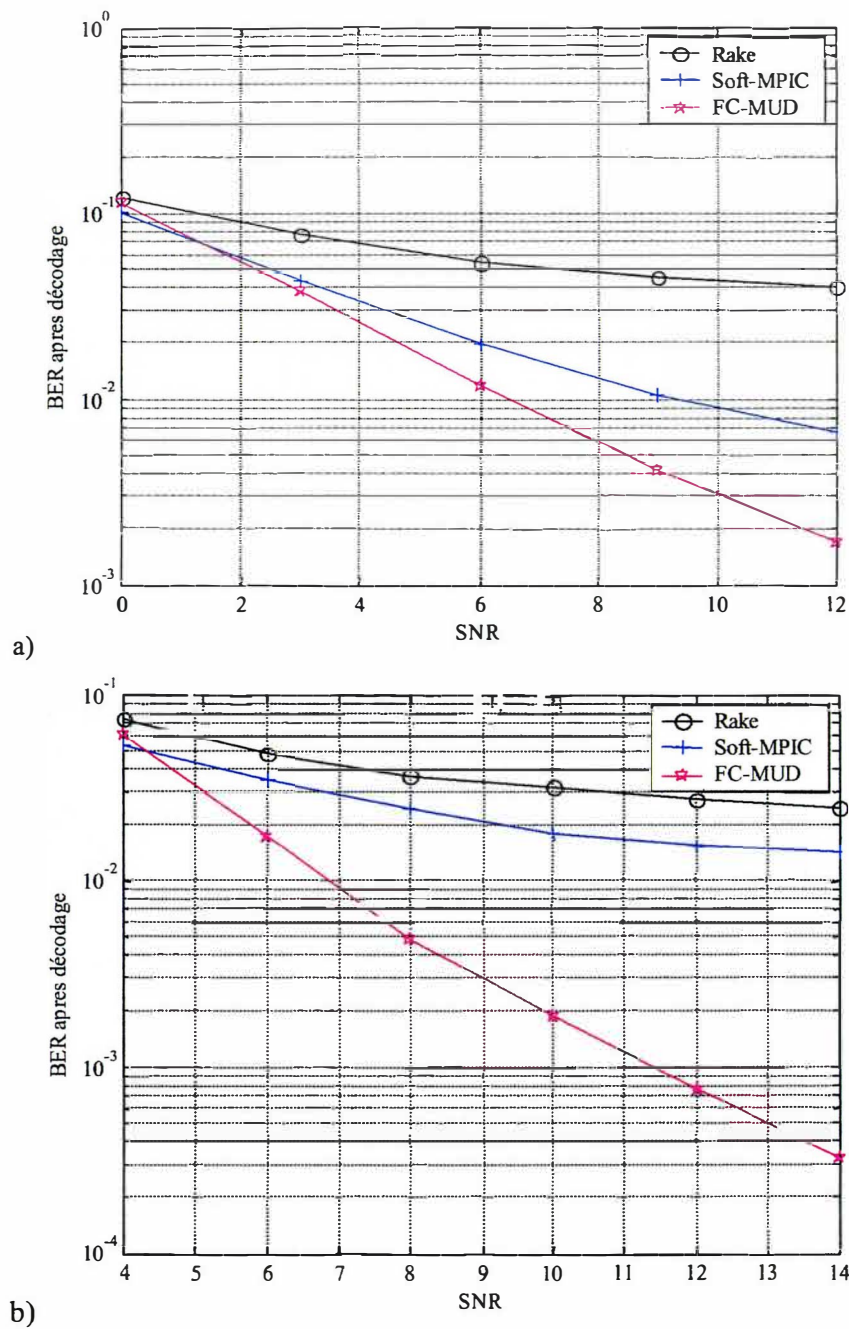 10^0
Rake
Soft-MPIC
FC-MUD
10^-1
BER apres décodage
10^-2
10^-3
0 2 4 6 8 10 12
SNR
a)
10^-1
Rake
Soft-MPIC
FC-MUD
10^-2
BER apres décodage
10^-3
10^-4
4 5 6 7 8 9 10 11 12 13 14
SNR
b)